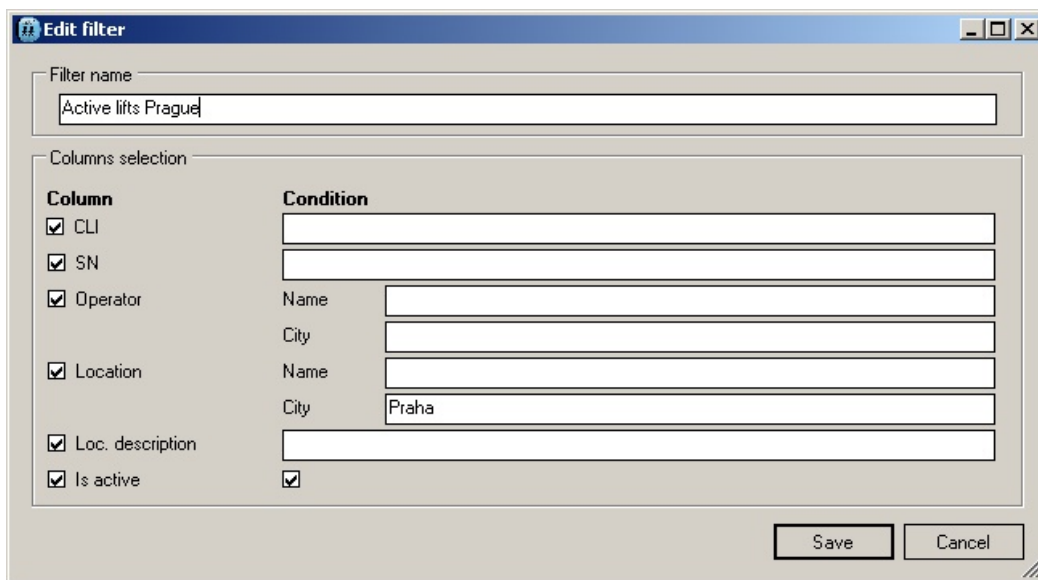 Edit filter
Filter name
Active lifts Prague
Columns selection
Column Condition
CLI
SN
Operator Name
City
Location Name
City Praha
Loc. description
Is active
Save Cancel